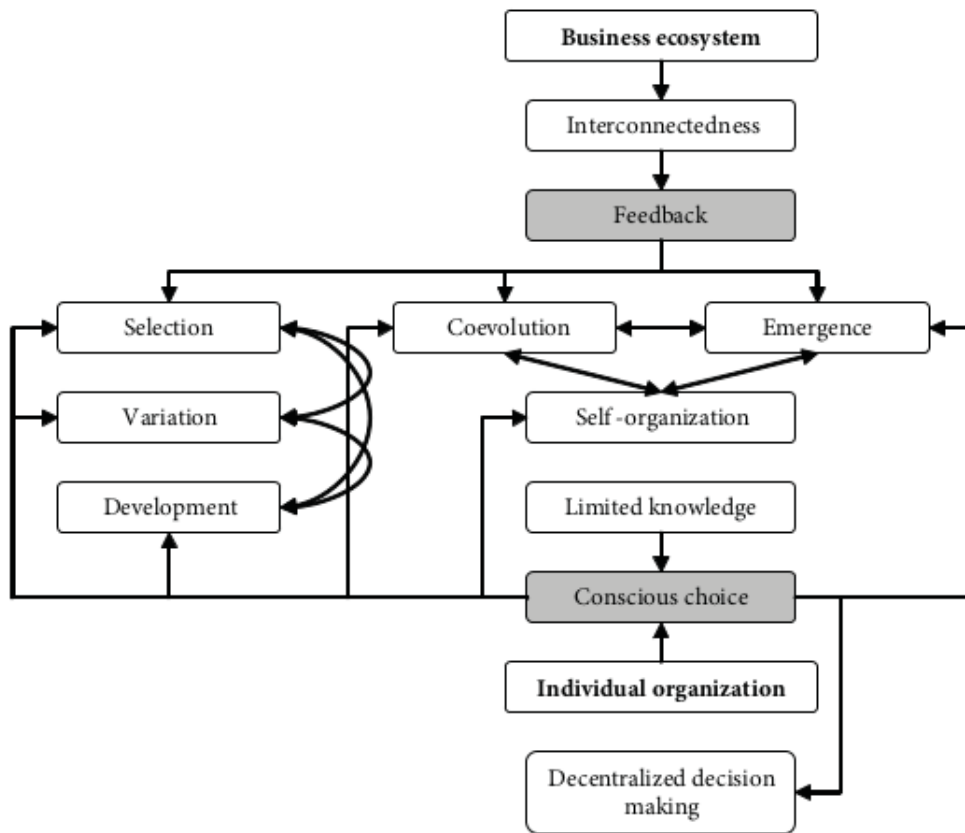 Business ecosystem
Interconnectedness
Feedback
Selection
Coevolution
Emergence
Variation
Self -organization
Development
Limited knowledge
Conscious choice
Individual organization
Decentralized decision
making